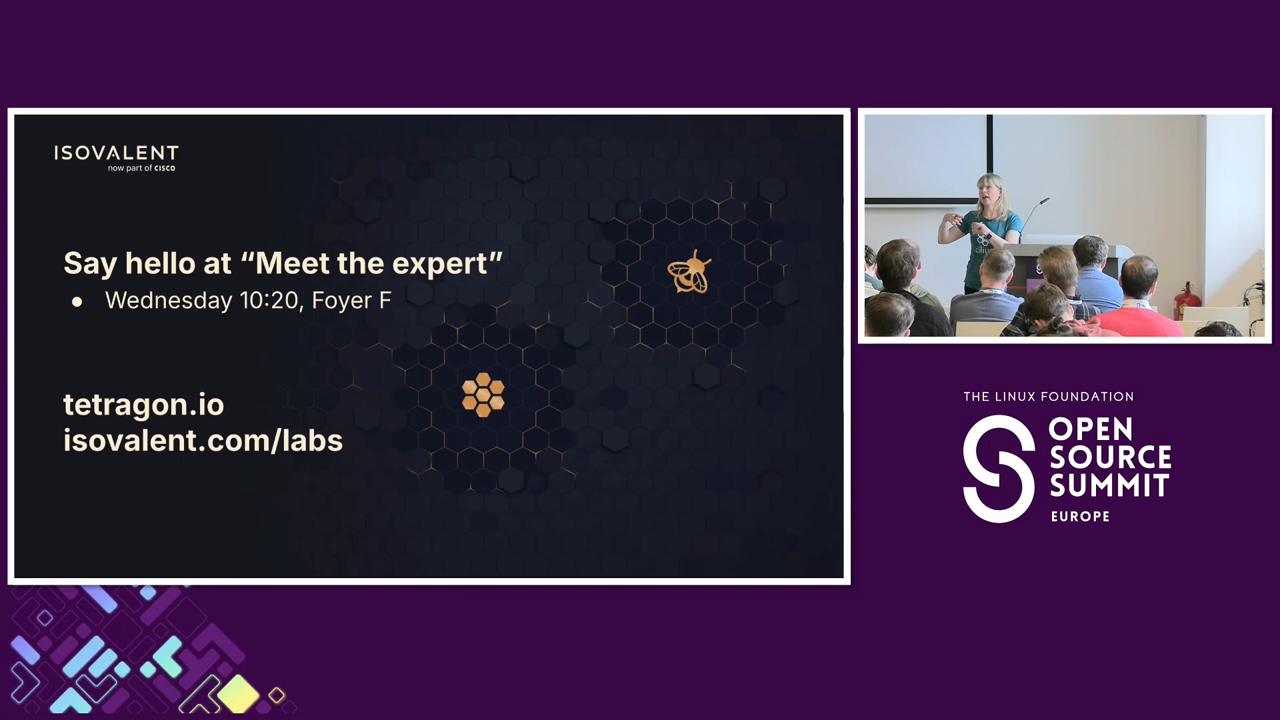 ISOVALENT
now part of CISCO
Say hello at “Meet the expert”
● Wednesday 10:20, Foyer F
tetragon.io
isovalent.com/labs
THE LINUX FOUNDATION
OPEN
SOURCE
SUMMIT
EUROPE